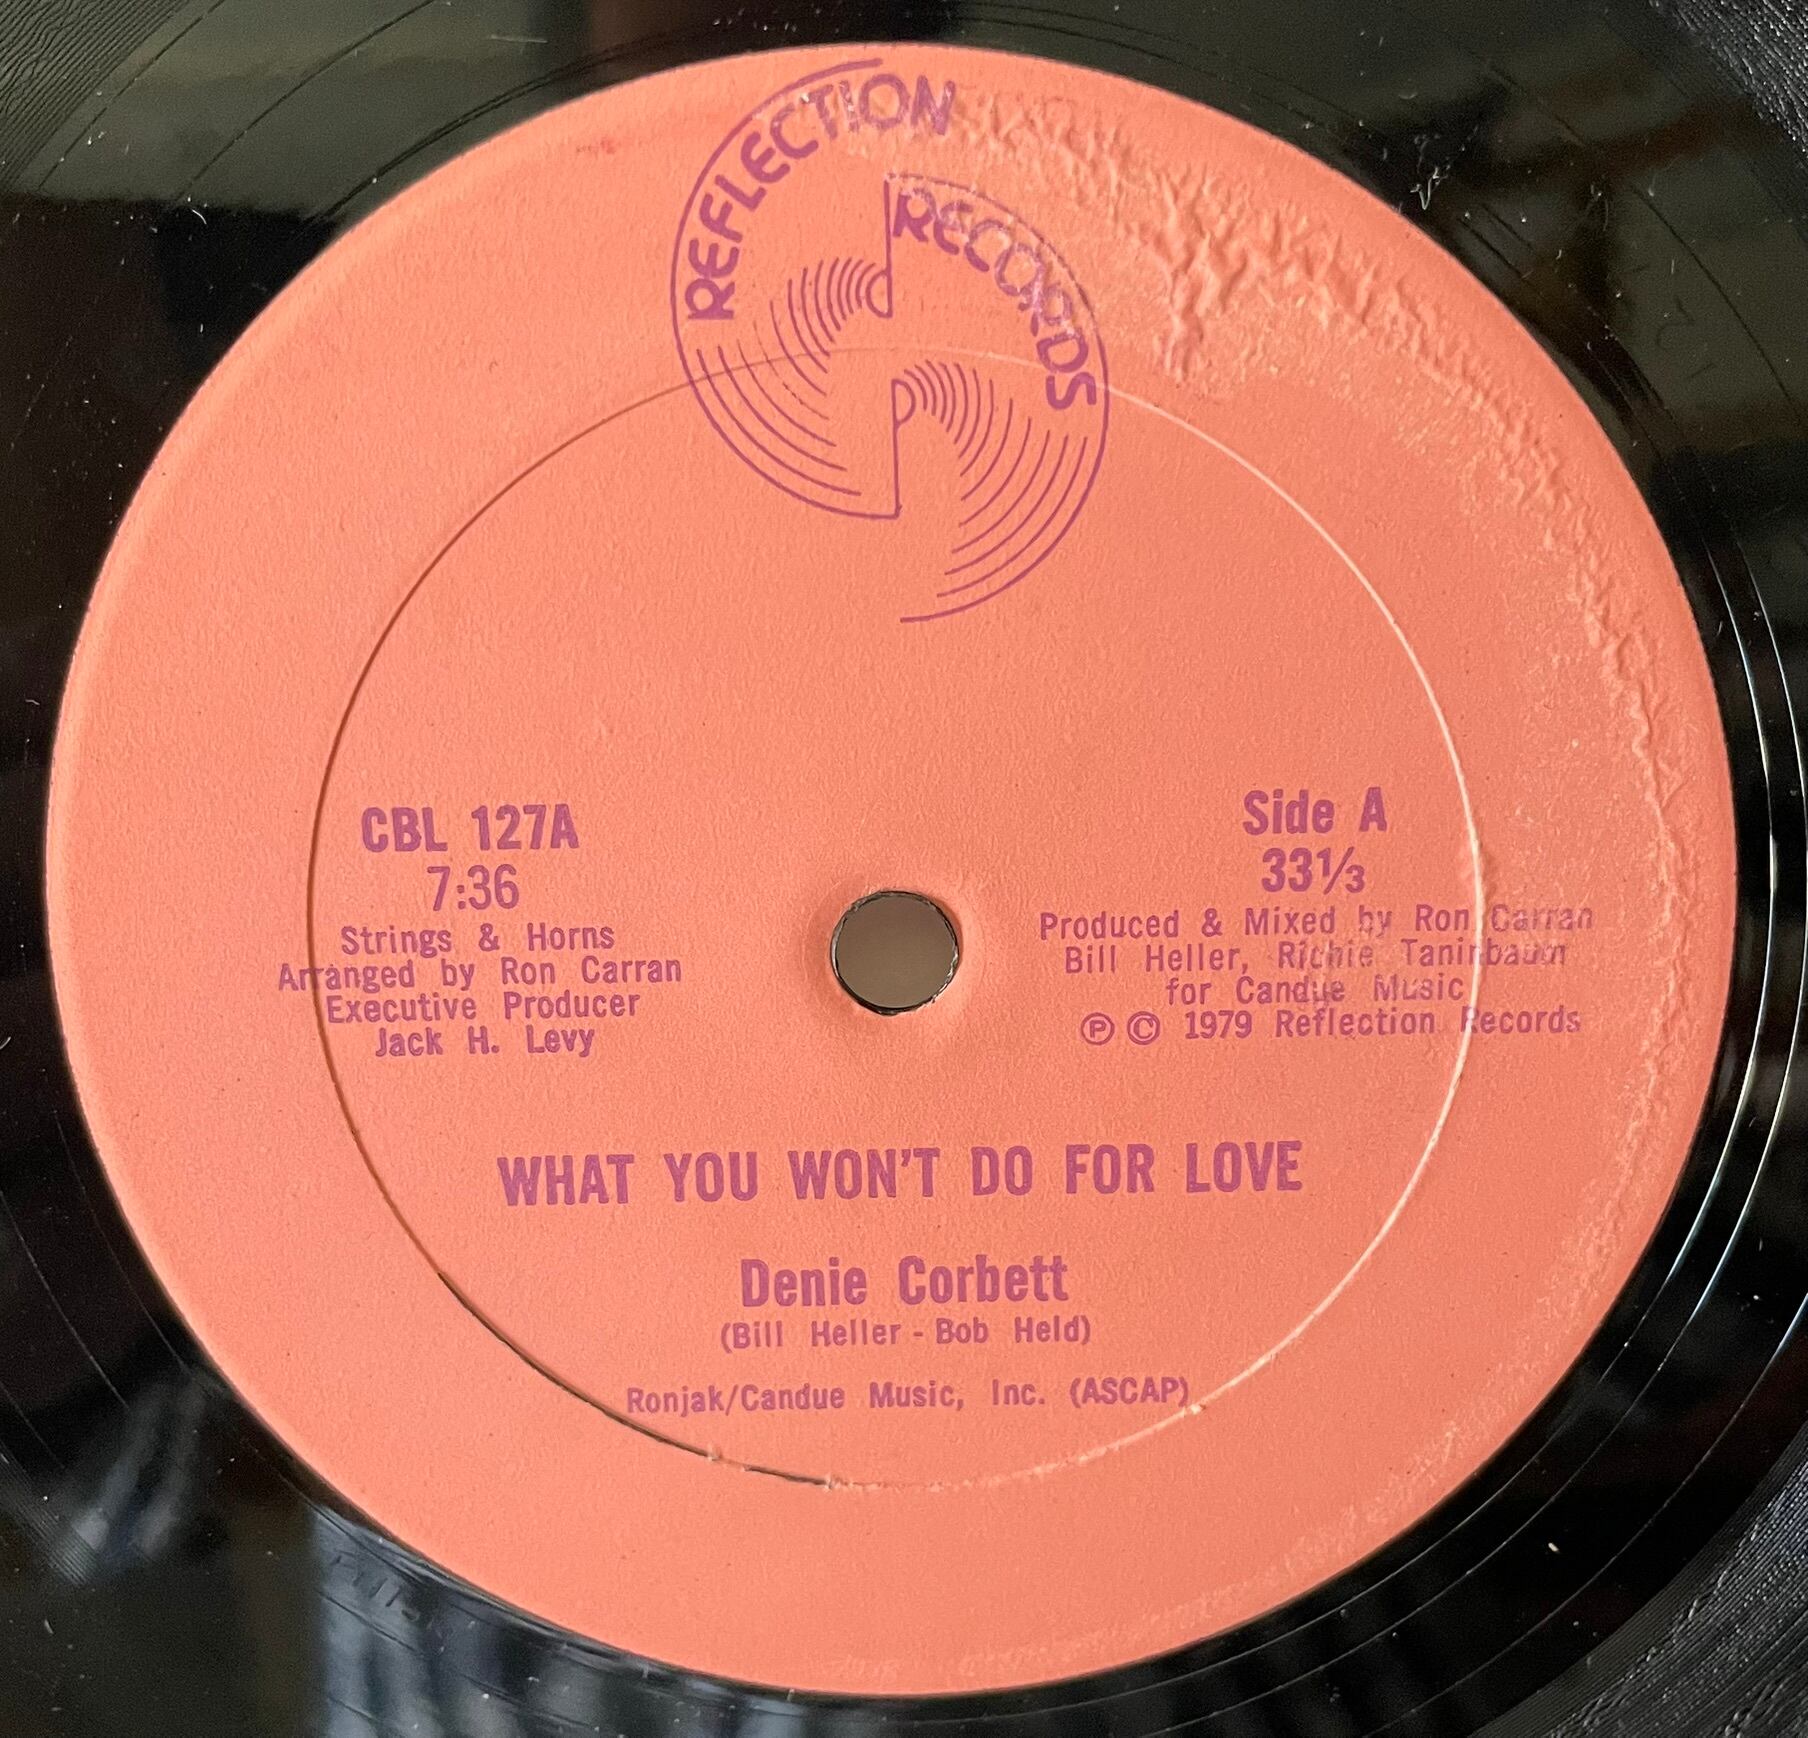 REFLECTION
RECORDS
CBL 127A
7:36
Strings & Horns
Arranged by Ron Carran
Executive Producer
Jack H. Levy
Side A
33⅓
Produced & Mixed by Ron Carran
Bill Heller, Richie Taninbaum
for Candue Music
Ⓟ © 1979 Reflection Records
WHAT YOU WON'T DO FOR LOVE
Denie Corbett
(Bill Heller - Bob Held)
Ronjak/Candue Music, Inc. (ASCAP)